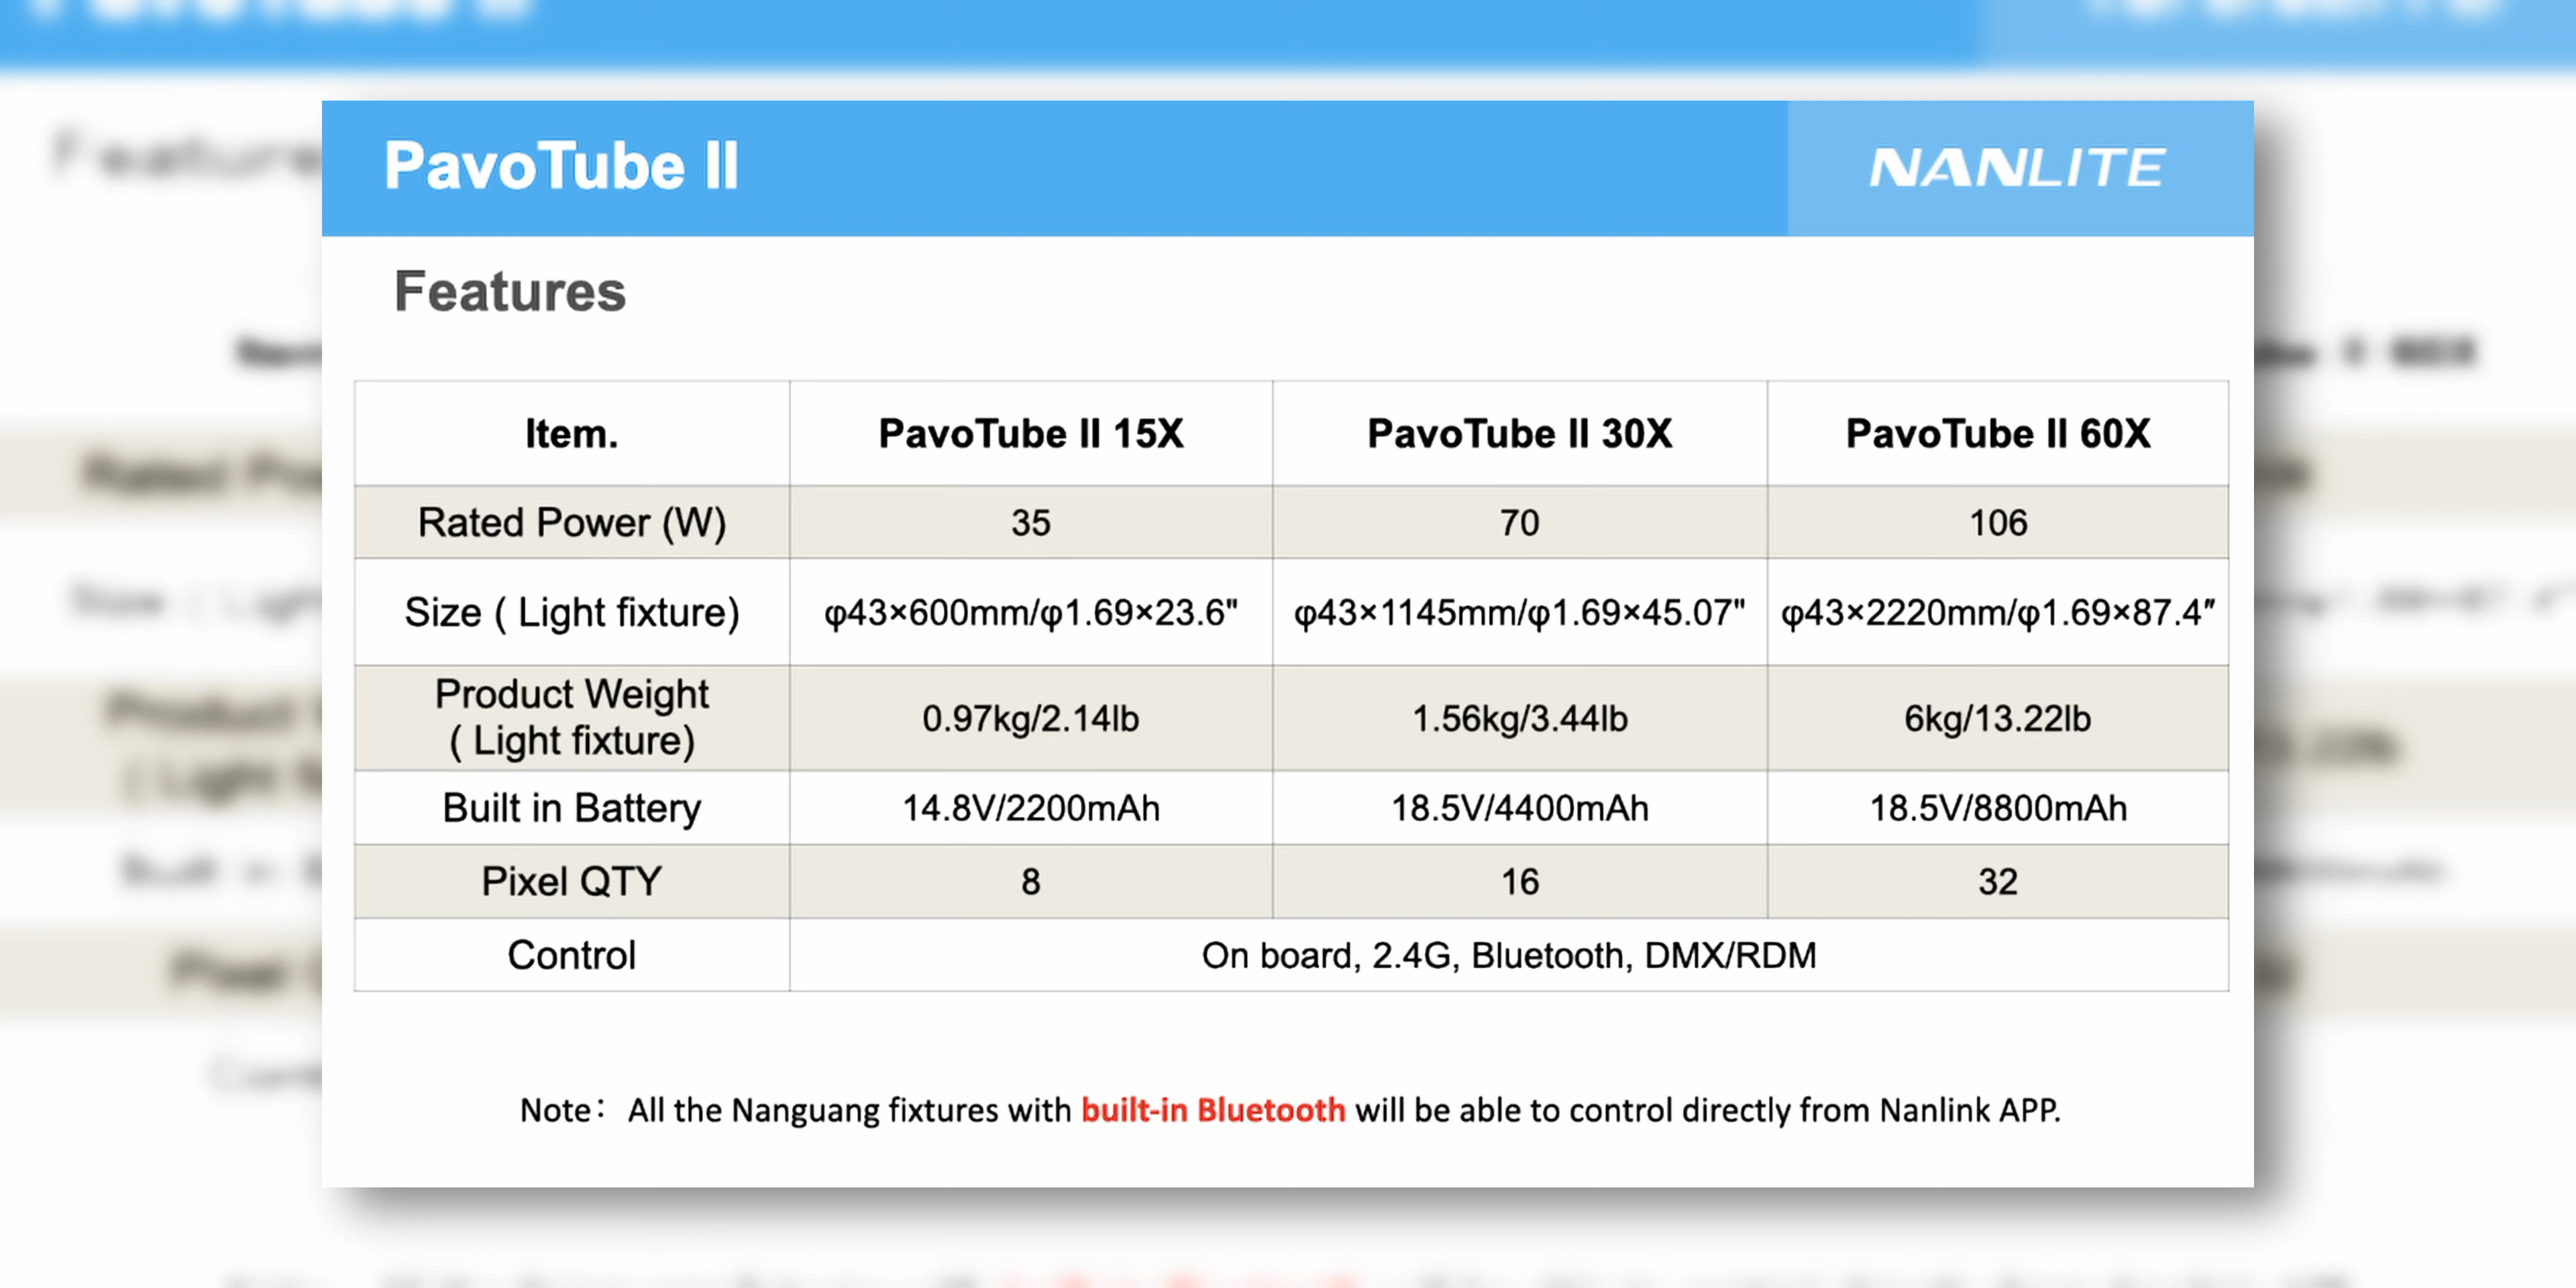 PavoTube II
NANLITE
Features
Item. PavoTube II 15X PavoTube II 30X PavoTube II 60X
Rated Power (W) 35 70 106
Size ( Light fixture) φ43×600mm/φ1.69×23.6" φ43×1145mm/φ1.69×45.07" φ43×2220mm/φ1.69×87.4″
Product Weight
( Light fixture) 0.97kg/2.14lb 1.56kg/3.44lb 6kg/13.22lb
Built in Battery 14.8V/2200mAh 18.5V/4400mAh 18.5V/8800mAh
Pixel QTY 8 16 32
Control On board, 2.4G, Bluetooth, DMX/RDM
Note： All the Nanguang fixtures with built-in Bluetooth will be able to control directly from Nanlink APP.